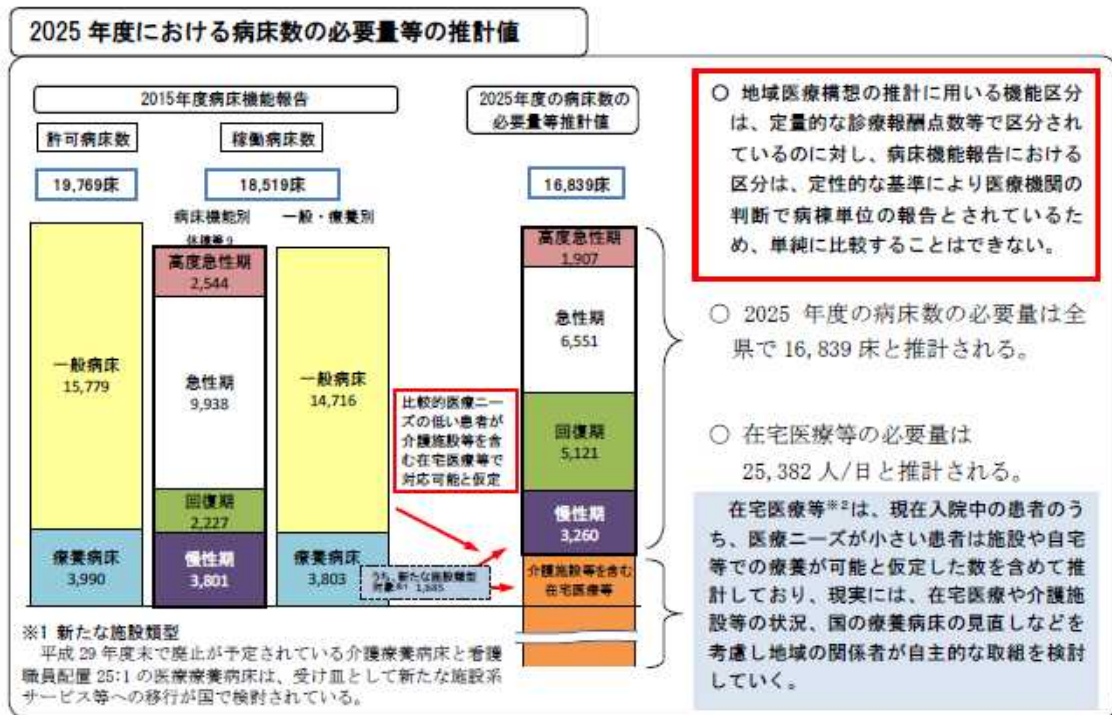 2025 年度における病床数の必要量等の推計値
2015年度病床機能報告
許可病床数
稼働病床数
19,769床
18,519床
病床機能別
一般・療養別
休棟等9
一般病床
15,779
療養病床
3,990
高度急性期
2,544
急性期
9,938
回復期
2,227
慢性期
3,801
一般病床
14,716
療養病床
3,803
比較的医療ニー
ズの低い患者が
介護施設等を含
む在宅医療等で
対応可能と仮定
うち、新たな施設類型
対象※1 1,685
2025年度の病床数の
必要量等推計値
16,839床
高度急性期
1,907
急性期
6,551
回復期
5,121
慢性期
3,260
介護施設等を含む
在宅医療等
※1 新たな施設類型
平成 29 年度末で廃止が予定されている介護療養病床と看護
職員配置 25:1 の医療療養病床は、受け皿として新たな施設系
サービス等への移行が国で検討されている。
○ 地域医療構想の推計に用いる機能区分
は、定量的な診療報酬点数等で区分され
ているのに対し、病床機能報告における
区分は、定性的な基準により医療機関の
判断で病棟単位の報告とされているた
め、単純に比較することはできない。
○ 2025 年度の病床数の必要量は全
県で 16,839 床と推計される。
○ 在宅医療等の必要量は
25,382 人/日と推計される。
在宅医療等※2は、現在入院中の患者のう
ち、医療ニーズが小さい患者は施設や自宅
等での療養が可能と仮定した数を含めて推
計しており、現実には、在宅医療や介護施
設等の状況、国の療養病床の見直しなどを
考慮し地域の関係者が自主的な取組を検討
していく。